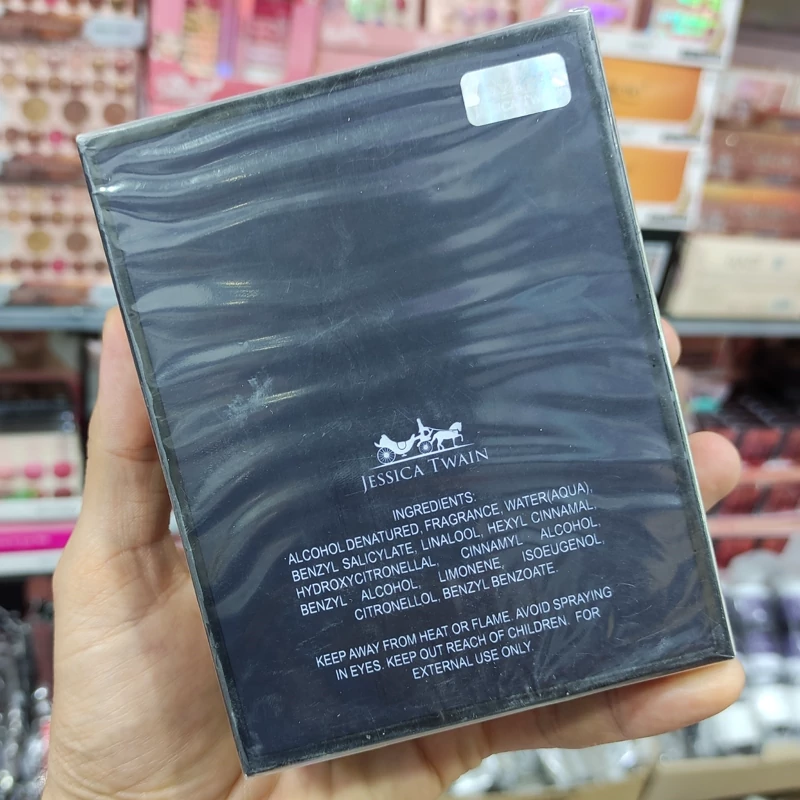 JESSICA TWAIN
INGREDIENTS:
ALCOHOL DENATURED, FRAGRANCE, WATER(AQUA),
BENZYL SALICYLATE, LINALOOL, HEXYL CINNAMAL,
HYDROXYCITRONELLAL, CINNAMYL ALCOHOL,
BENZYL ALCOHOL, LIMONENE, ISOEUGENOL,
CITRONELLOL, BENZYL BENZOATE.
KEEP AWAY FROM HEAT OR FLAME. AVOID SPRAYING
IN EYES. KEEP OUT REACH OF CHILDREN. FOR
EXTERNAL USE ONLY